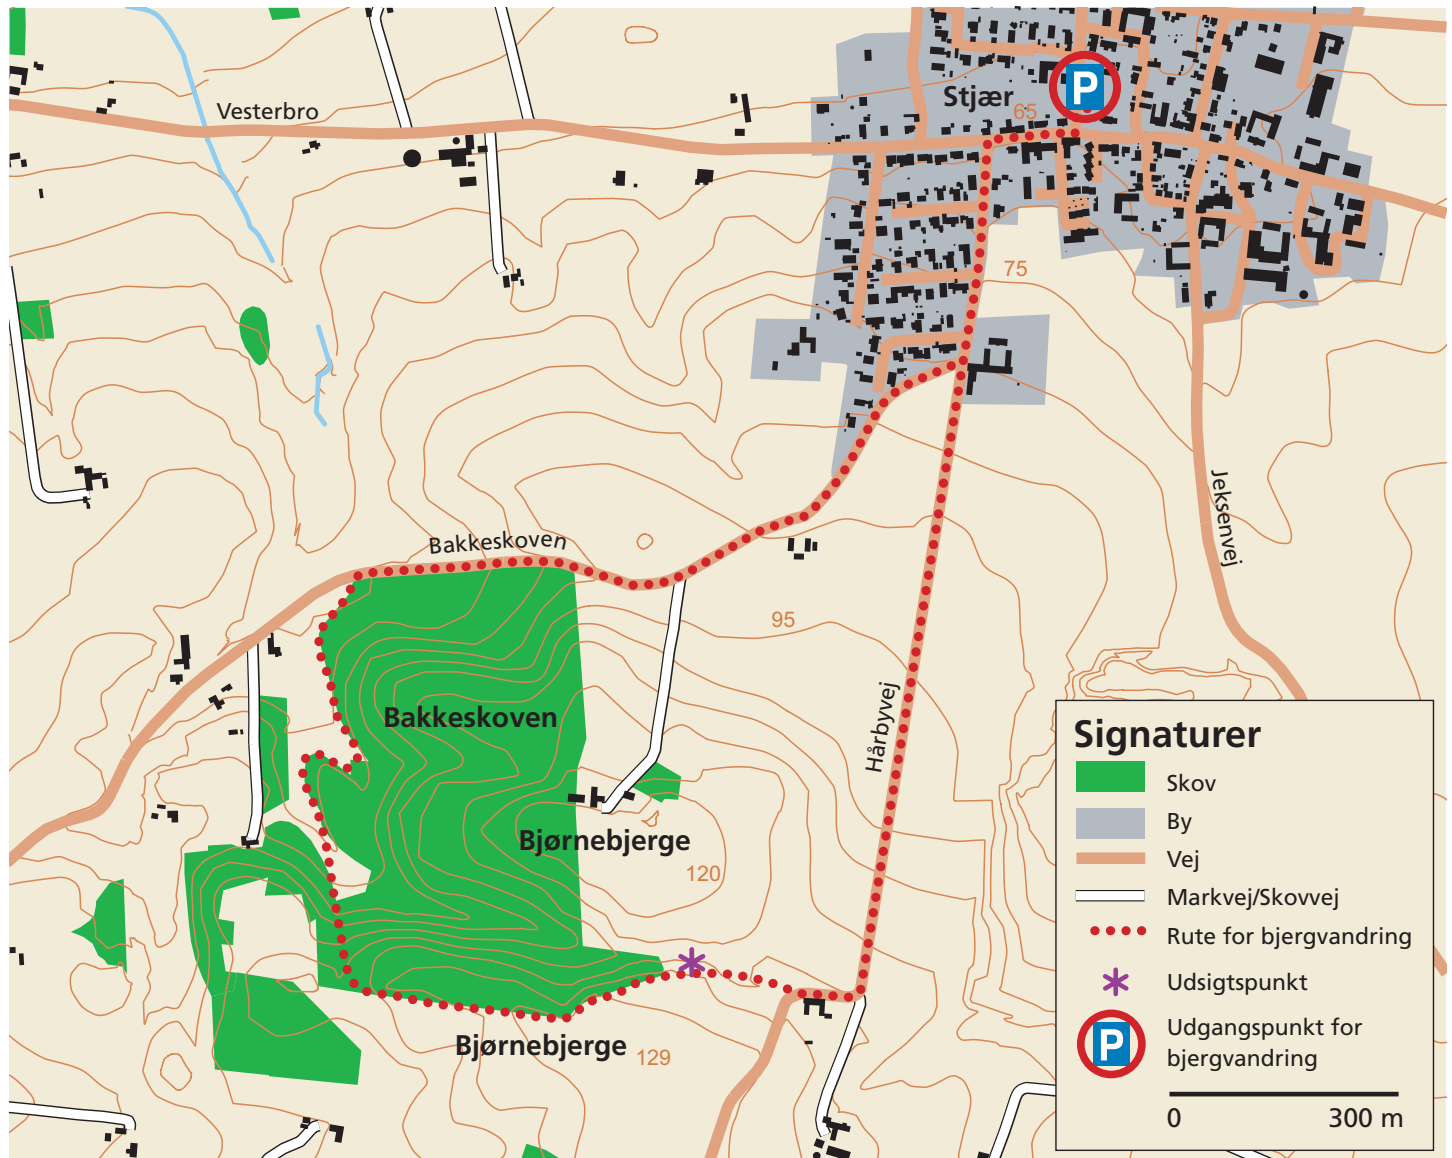 Vesterbro
Stjær
65
P
75
Bakkeskoven
Jeksenvej
95
Hårbyvej
Bakkeskoven
Bjørnebjerge
120
Bjørnebjerge
129
Signaturer
Skov
By
Vej
Markvej/Skovvej
Rute for bjergvandring
Udsigtspunkt
P
Udgangspunkt for
bjergvandring
0 300 m